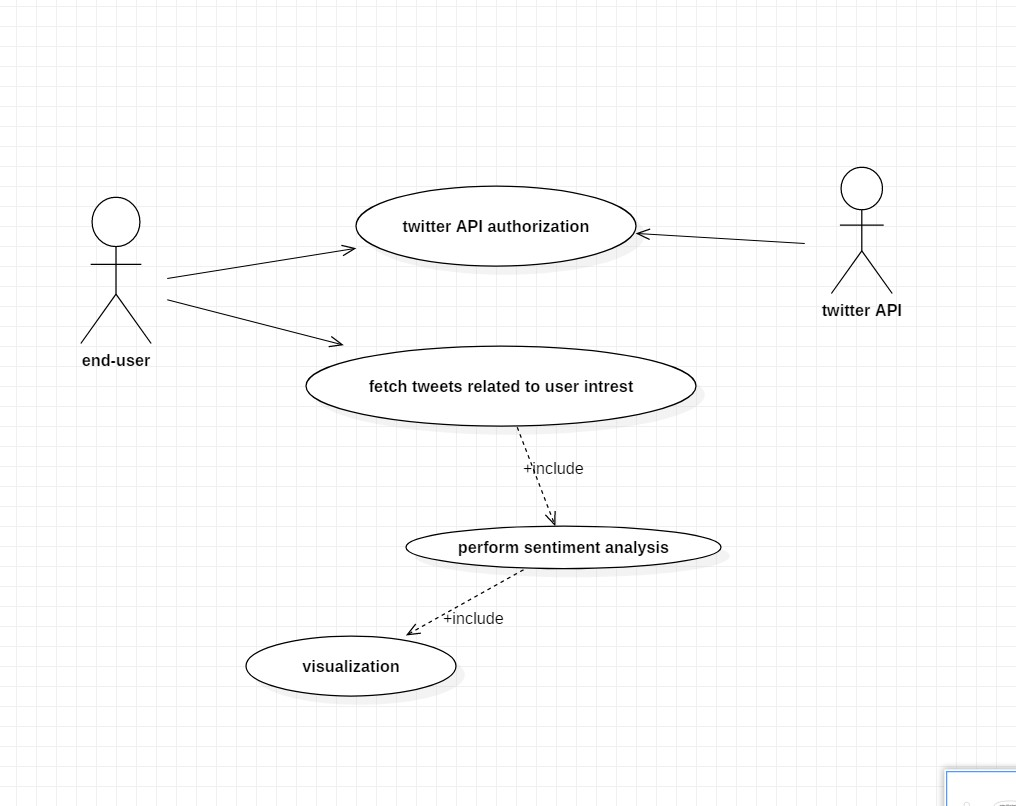 twitter API authorization
twitter API
end-user
fetch tweets related to user intrest
+include
perform sentiment analysis
+include
visualization